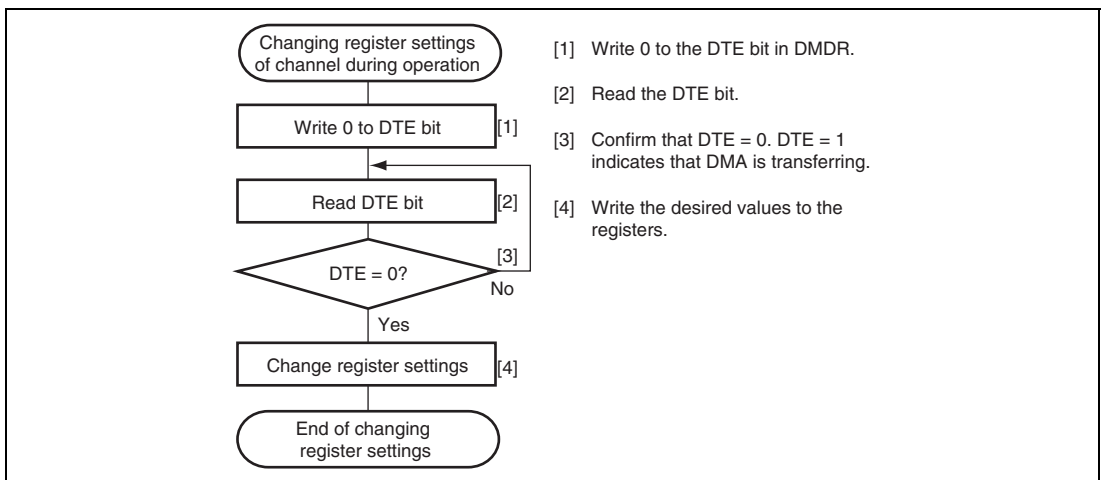 Changing register settings
of channel during operation
Write 0 to DTE bit
[1]
Read DTE bit
[2]
[3]
DTE = 0?
No
Yes
Change register settings
[4]
End of changing
register settings
[1] Write 0 to the DTE bit in DMDR.
[2] Read the DTE bit.
[3] Confirm that DTE = 0. DTE = 1
indicates that DMA is transferring.
[4] Write the desired values to the
registers.